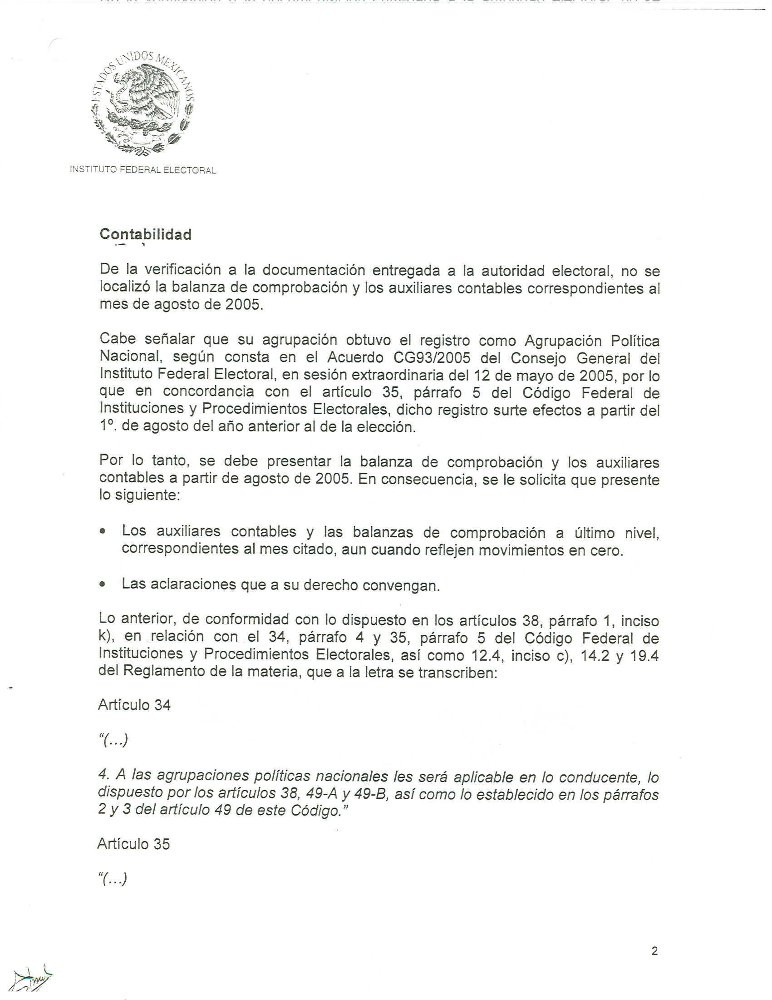 ESTADOS UNIDOS MEXICANOS
INSTITUTO FEDERAL ELECTORAL
Contabilidad
De la verificación a la documentación entregada a la autoridad electoral, no se
localizó la balanza de comprobación y los auxiliares contables correspondientes al
mes de agosto de 2005.
Cabe señalar que su agrupación obtuvo el registro como Agrupación Política
Nacional, según consta en el Acuerdo CG93/2005 del Consejo General del
Instituto Federal Electoral, en sesión extraordinaria del 12 de mayo de 2005, por lo
que en concordancia con el artículo 35, párrafo 5 del Código Federal de
Instituciones y Procedimientos Electorales, dicho registro surte efectos a partir del
1º. de agosto del año anterior al de la elección.
Por lo tanto, se debe presentar la balanza de comprobación y los auxiliares
contables a partir de agosto de 2005. En consecuencia, se le solicita que presente
lo siguiente:
• Los auxiliares contables y las balanzas de comprobación a último nivel,
correspondientes al mes citado, aun cuando reflejen movimientos en cero.
• Las aclaraciones que a su derecho convengan.
Lo anterior, de conformidad con lo dispuesto en los artículos 38, párrafo 1, inciso
k), en relación con el 34, párrafo 4 y 35, párrafo 5 del Código Federal de
Instituciones y Procedimientos Electorales, así como 12.4, inciso c), 14.2 y 19.4
del Reglamento de la materia, que a la letra se transcriben:
Artículo 34
“(...)
4. A las agrupaciones políticas nacionales les será aplicable en lo conducente, lo
dispuesto por los artículos 38, 49-A y 49-B, así como lo establecido en los párrafos
2 y 3 del artículo 49 de este Código.”
Artículo 35
“(...)
2